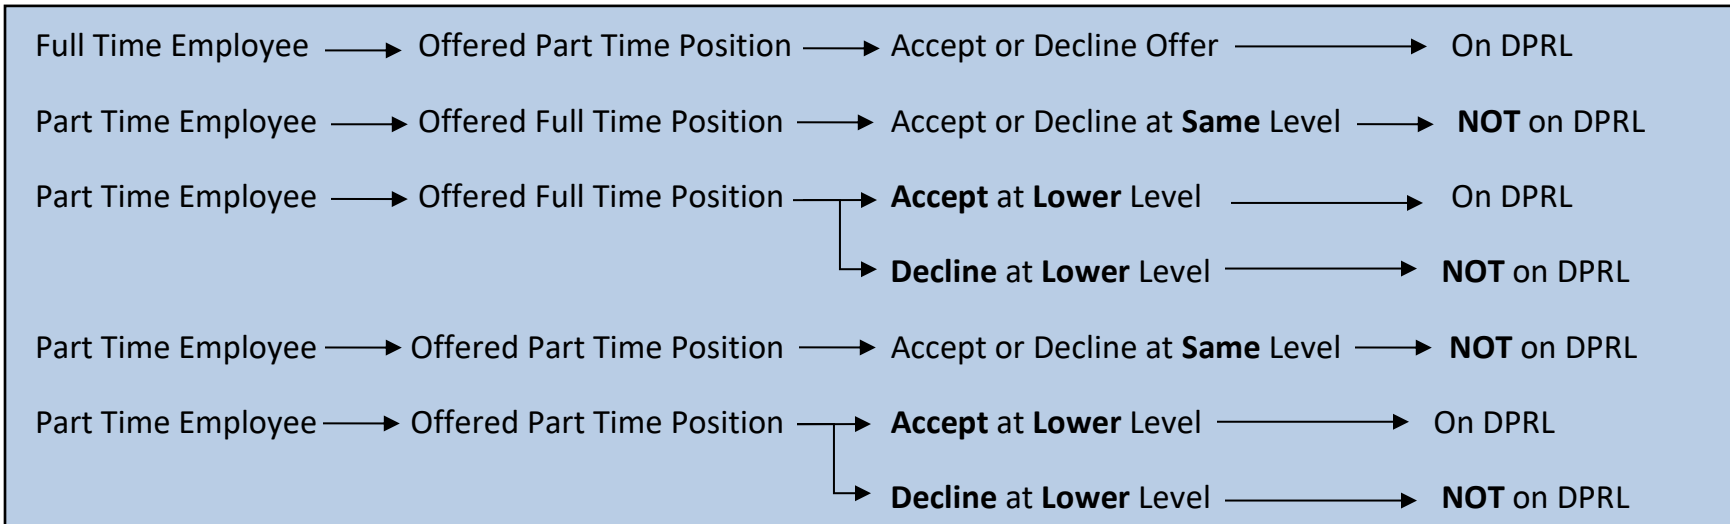 Full Time Employee Offered Part Time Position Accept or Decline Offer On DPRL
Part Time Employee Offered Full Time Position Accept or Decline at Same Level NOT on DPRL
Part Time Employee Offered Full Time Position Accept at Lower Level On DPRL
Decline at Lower Level NOT on DPRL
Part Time Employee Offered Part Time Position Accept or Decline at Same Level NOT on DPRL
Part Time Employee Offered Part Time Position Accept at Lower Level On DPRL
Decline at Lower Level NOT on DPRL